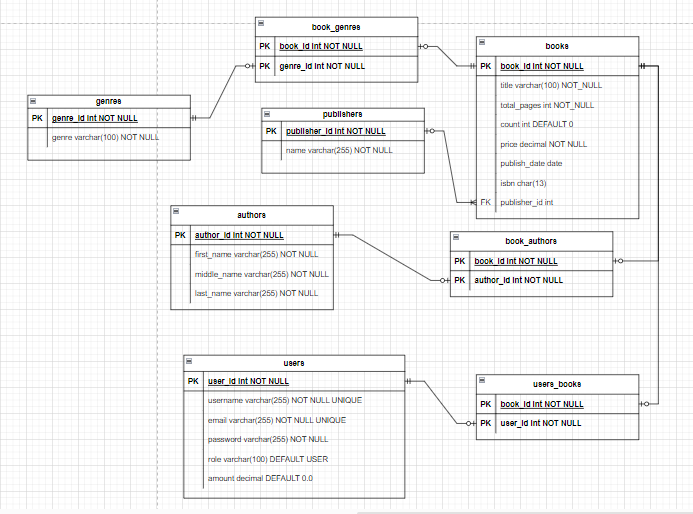 book_genres
PK book_id int NOT NULL
PK genre_id int NOT NULL
books
PK book_id int NOT NULL
title varchar(100) NOT_NULL
total_pages int NOT_NULL
count int DEFAULT 0
price decimal NOT NULL
publish_date date
isbn char(13)
FK publisher_id int
genres
PK genre_id int NOT NULL
genre varchar(100) NOT NULL
publishers
PK publisher_id int NOT NULL
name varchar(255) NOT NULL
authors
PK author_id int NOT NULL
first_name varchar(255) NOT NULL
middle_name varchar(255) NOT NULL
last_name varchar(255) NOT NULL
book_authors
PK book_id int NOT NULL
PK author_id int NOT NULL
users
PK user_id int NOT NULL
username varchar(255) NOT NULL UNIQUE
email varchar(255) NOT NULL UNIQUE
password varchar(255) NOT NULL
role varchar(100) DEFAULT USER
amount decimal DEFAULT 0.0
users_books
PK book_id int NOT NULL
PK user_id int NOT NULL